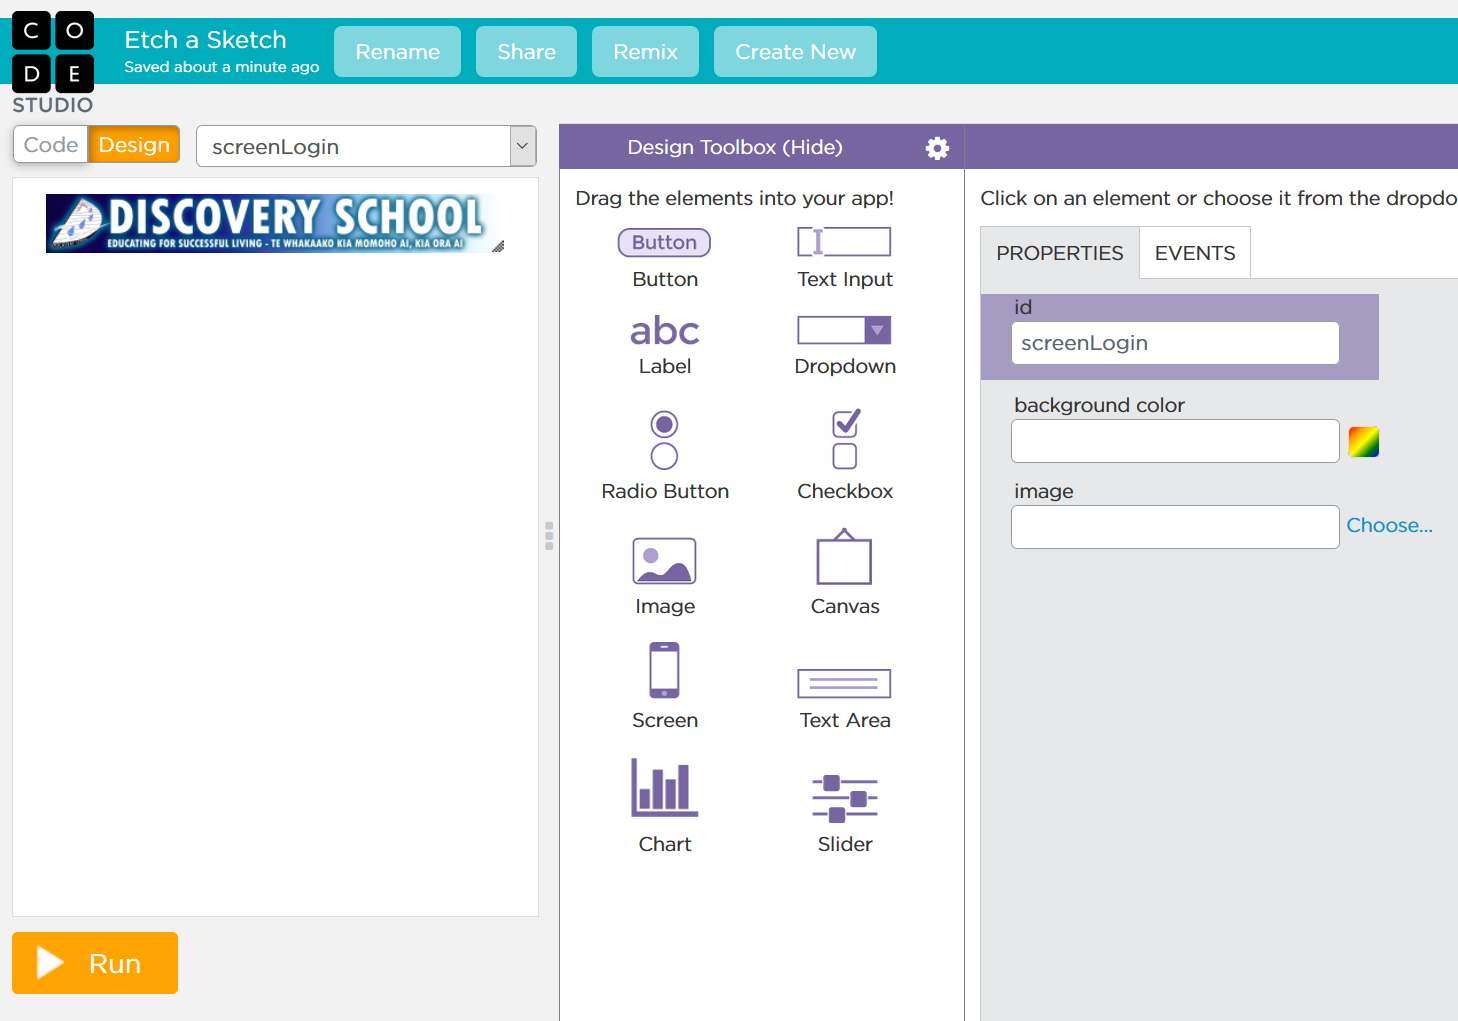 C O
D E
STUDIO
Etch a Sketch
Saved about a minute ago
Rename
Share
Remix
Create New
Code
Design
screenLogin
DISCOVERY SCHOOL
EDUCATING FOR SUCCESSFUL LIVING - TE WHAKAAKO KIA MOMOHO AI, KIA ORA AI
Run
Design Toolbox (Hide)
Drag the elements into your app!
Button
Button
Text Input
abc
Label
Dropdown
Radio Button
Checkbox
Image
Canvas
Screen
Text Area
Chart
Slider
Click on an element or choose it from the dropdo
PROPERTIES
EVENTS
id
screenLogin
background color
image
Choose...